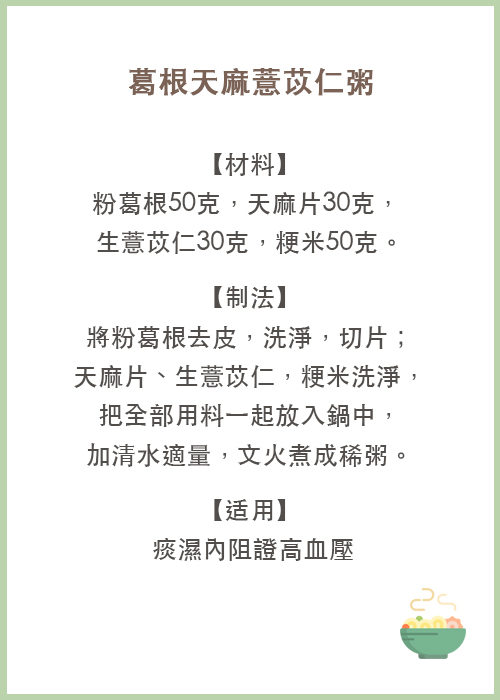 葛根天麻薏苡仁粥
【材料】
粉葛根50克，天麻片30克，
生薏苡仁30克，粳米50克。
【制法】
將粉葛根去皮，洗淨，切片；
天麻片、生薏苡仁，粳米洗淨，
把全部用料一起放入鍋中，
加清水適量，文火煮成稀粥。
【适用】
痰濕內阻證高血壓